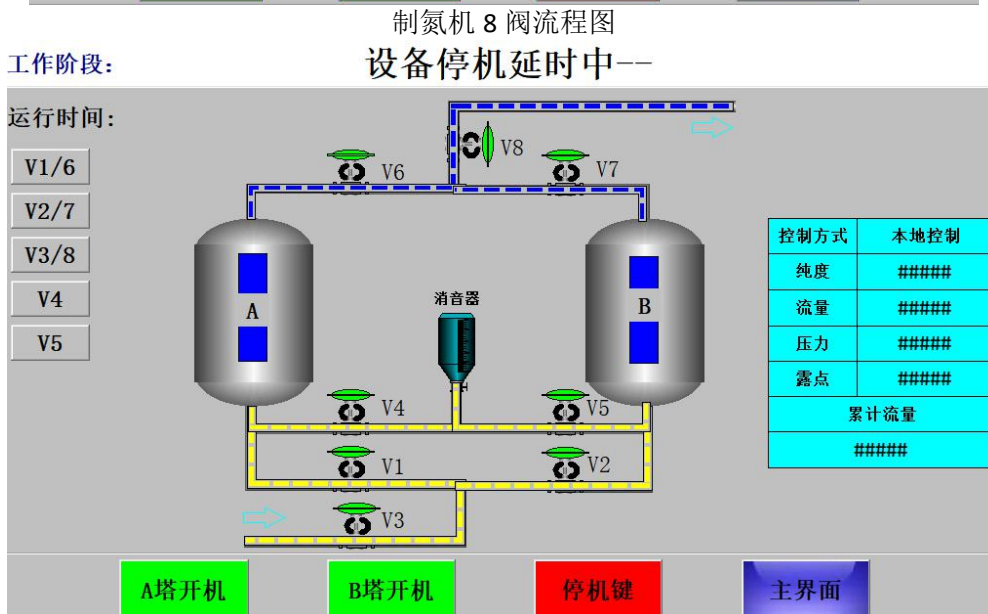 制氮机 8 阀流程图
工作阶段：
设备停机延时中--
运行时间：
V1/6
V2/7
V3/8
V4
V5
V6
V8
V7
A
消音器
B
V4
V5
V1
V2
V3
控制方式 本地控制
纯度 #####
流量 #####
压力 #####
露点 #####
累计流量
#####
A塔开机
B塔开机
停机键
主界面